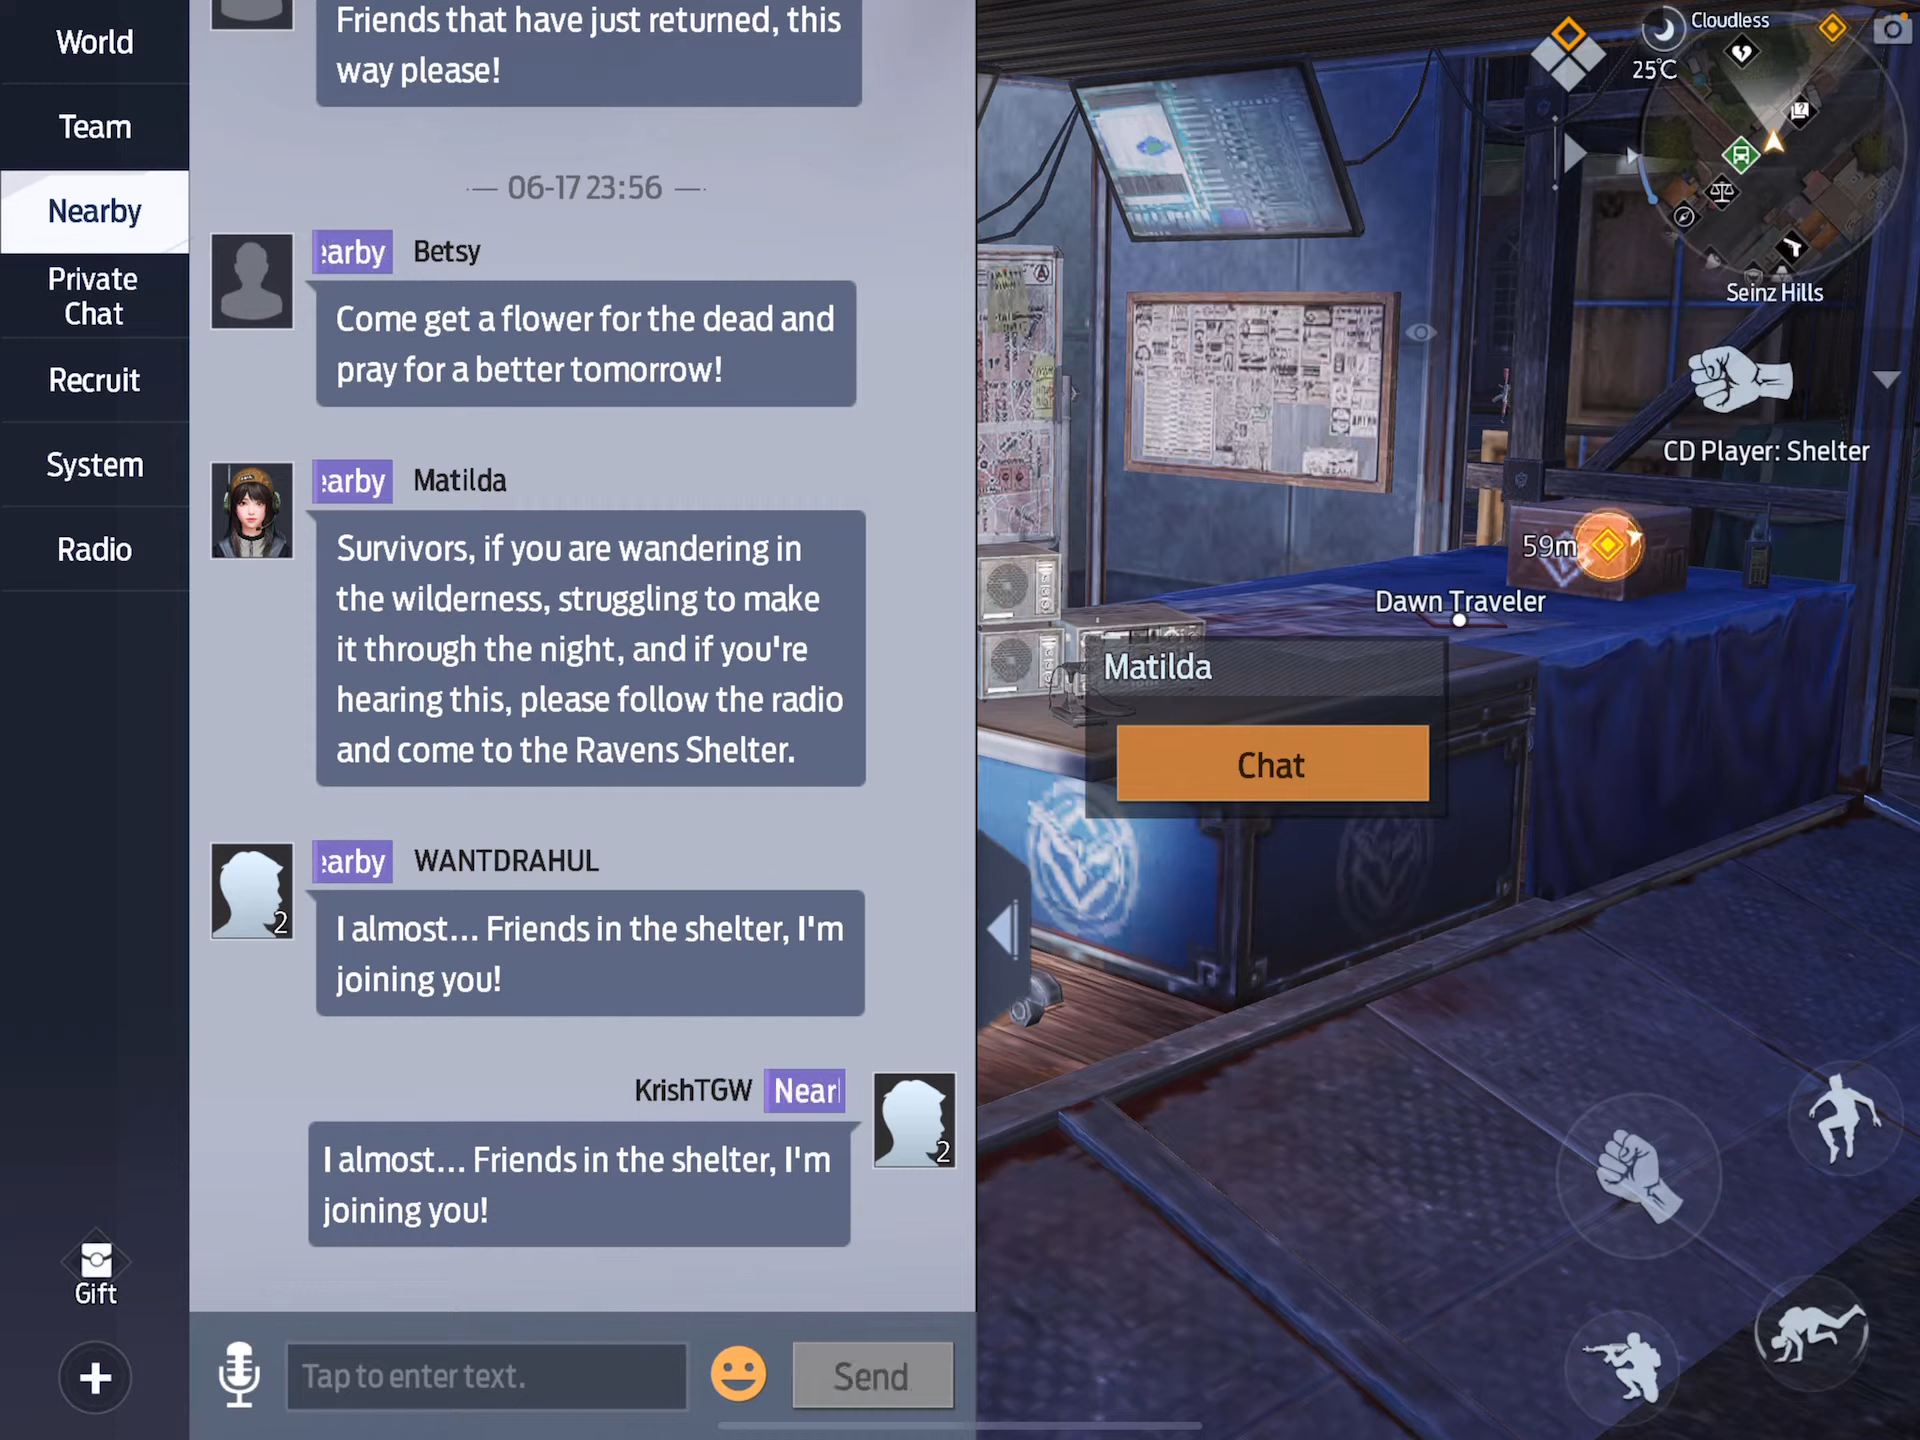 World
Team
Nearby
Private
Chat
Recruit
System
Radio
Gift
Friends that have just returned, this
way please!
06-17 23:56
earby Betsy
Come get a flower for the dead and
pray for a better tomorrow!
earby Matilda
Survivors, if you are wandering in
the wilderness, struggling to make
it through the night, and if you're
hearing this, please follow the radio
and come to the Ravens Shelter.
earby WANTDRAHUL
2
I almost... Friends in the shelter, I'm
joining you!
KrishTGW Near
2
I almost... Friends in the shelter, I'm
joining you!
Tap to enter text.
Send
Cloudless
25℃
Seinz Hills
CD Player: Shelter
59m
Dawn Traveler
Matilda
Chat